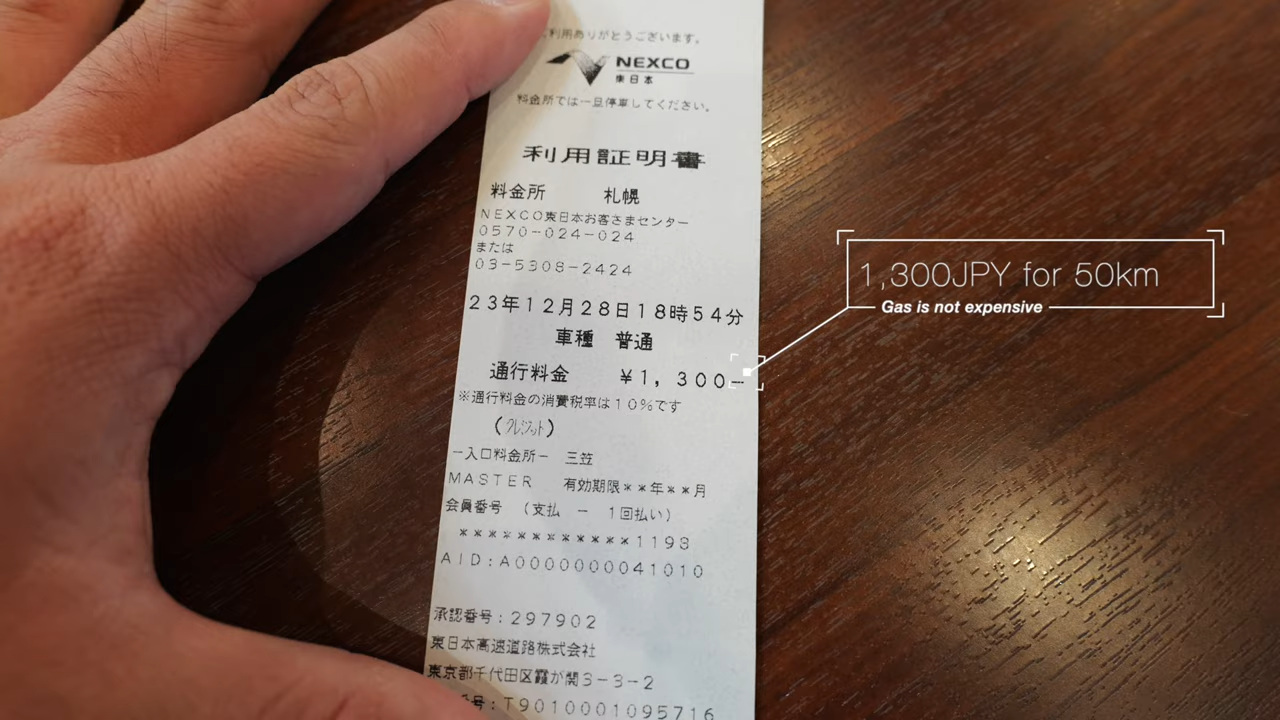 利用ありがとうございます。
NEXCO
東日本
料金所では一旦停車してください。
利用証明書
料金所 札幌
NEXCO東日本お客さまセンター
0570-024-024
または
03-5308-2424
23年12月28日18時54分
車種 普通
通行料金 ¥1,300-
※通行料金の消費税率は10%です
(クレジット)
-入口料金所- 三笠
MASTER 有効期限**年**月
会員番号 (支払 - 1回払い)
************1193
AID:A0000000041010
承認番号:297902
東日本高速道路株式会社
東京都千代田区霞が関3-3-2
番号:T9010001095716
1,300JPY for 50km
Gas is not expensive